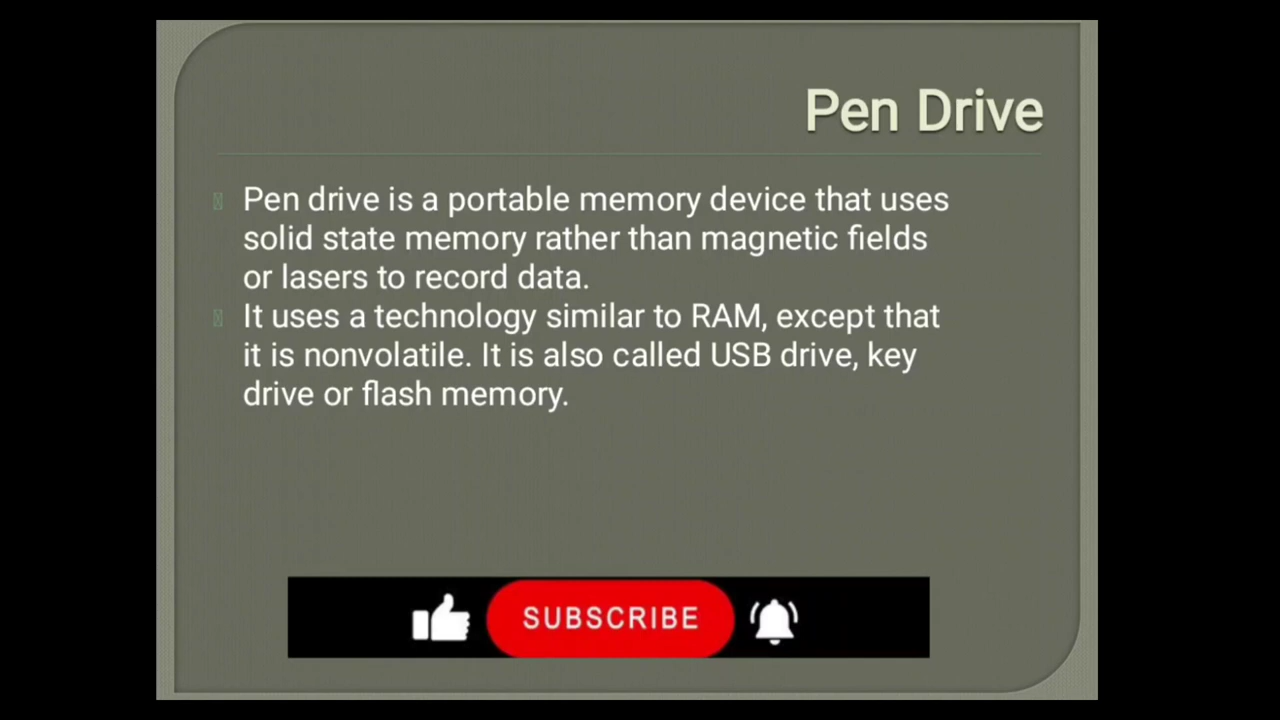 Pen Drive
Pen drive is a portable memory device that uses
solid state memory rather than magnetic fields
or lasers to record data.
It uses a technology similar to RAM, except that
it is nonvolatile. It is also called USB drive, key
drive or flash memory.
SUBSCRIBE